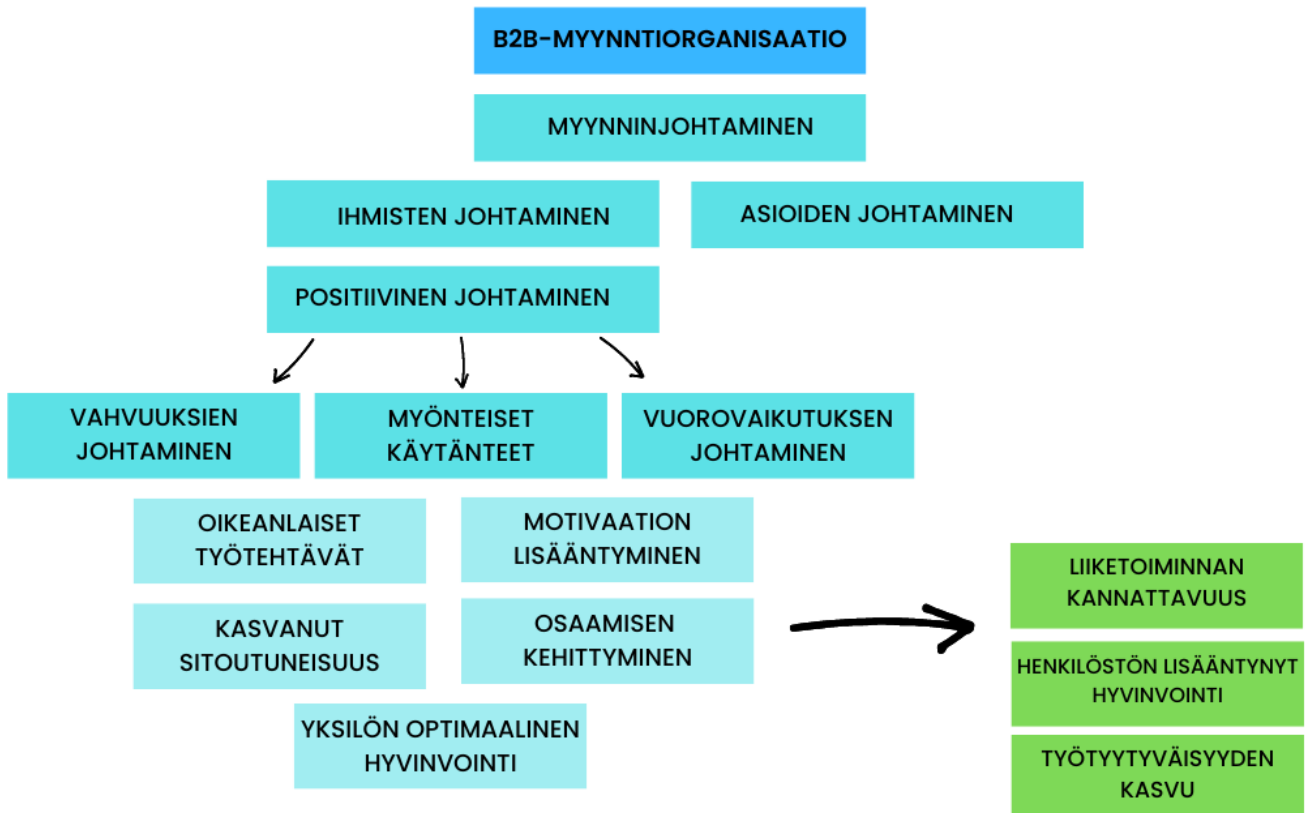 B2B-MYYNNTIORGANISAATIO
MYYNNINJOHTAMINEN
IHMISTEN JOHTAMINEN
ASIOIDEN JOHTAMINEN
POSITIIVINEN JOHTAMINEN
VAHVUUKSIEN
JOHTAMINEN
MYÖNTEISET
KÄYTÄNTEET
VUOROVAIKUTUKSEN
JOHTAMINEN
OIKEANLAISET
TYÖTEHTÄVÄT
MOTIVAATION
LISÄÄNTYMINEN
KASVANUT
SITOUTUNEISUUS
OSAAMISEN
KEHITTYMINEN
YKSILÖN OPTIMAALINEN
HYVINVOINTI
LIIKETOIMINNAN
KANNATTAVUUS
HENKILÖSTÖN LISÄÄNTYNYT
HYVINVOINTI
TYÖTYYTYVÄISYYDEN
KASVU